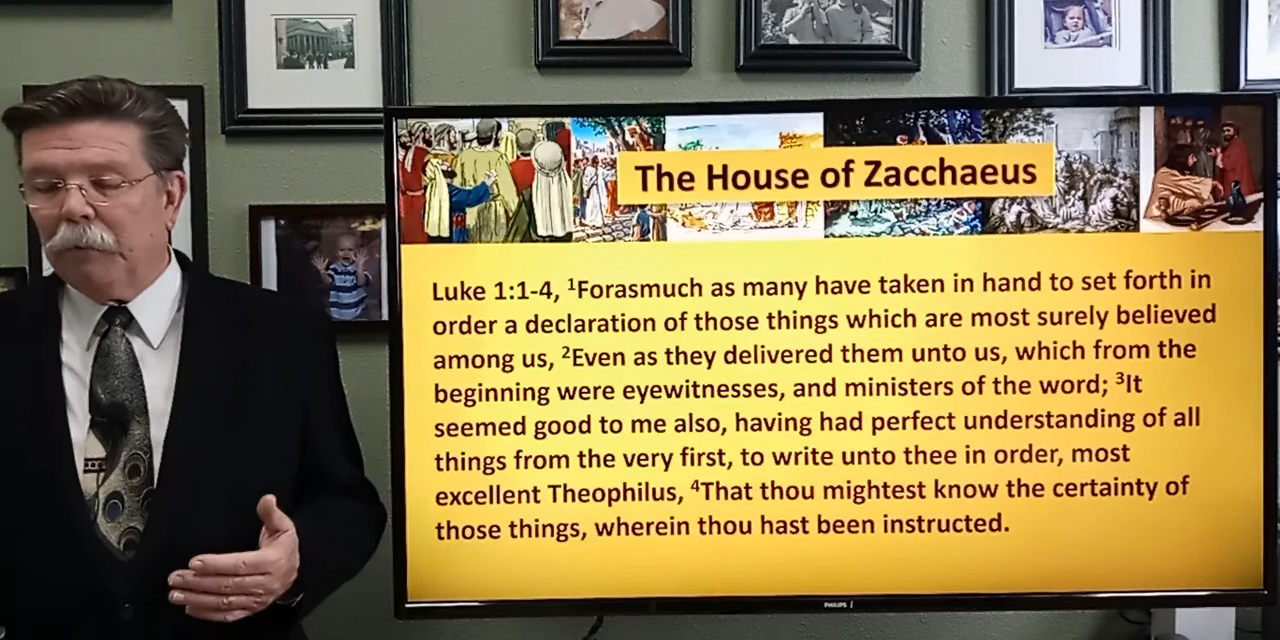 The House of Zacchaeus
Luke 1:1-4, ¹Forasmuch as many have taken in hand to set forth in
order a declaration of those things which are most surely believed
among us, ²Even as they delivered them unto us, which from the
beginning were eyewitnesses, and ministers of the word; ³It
seemed good to me also, having had perfect understanding of all
things from the very first, to write unto thee in order, most
excellent Theophilus, ⁴That thou mightest know the certainty of
those things, wherein thou hast been instructed.
PHILIPS